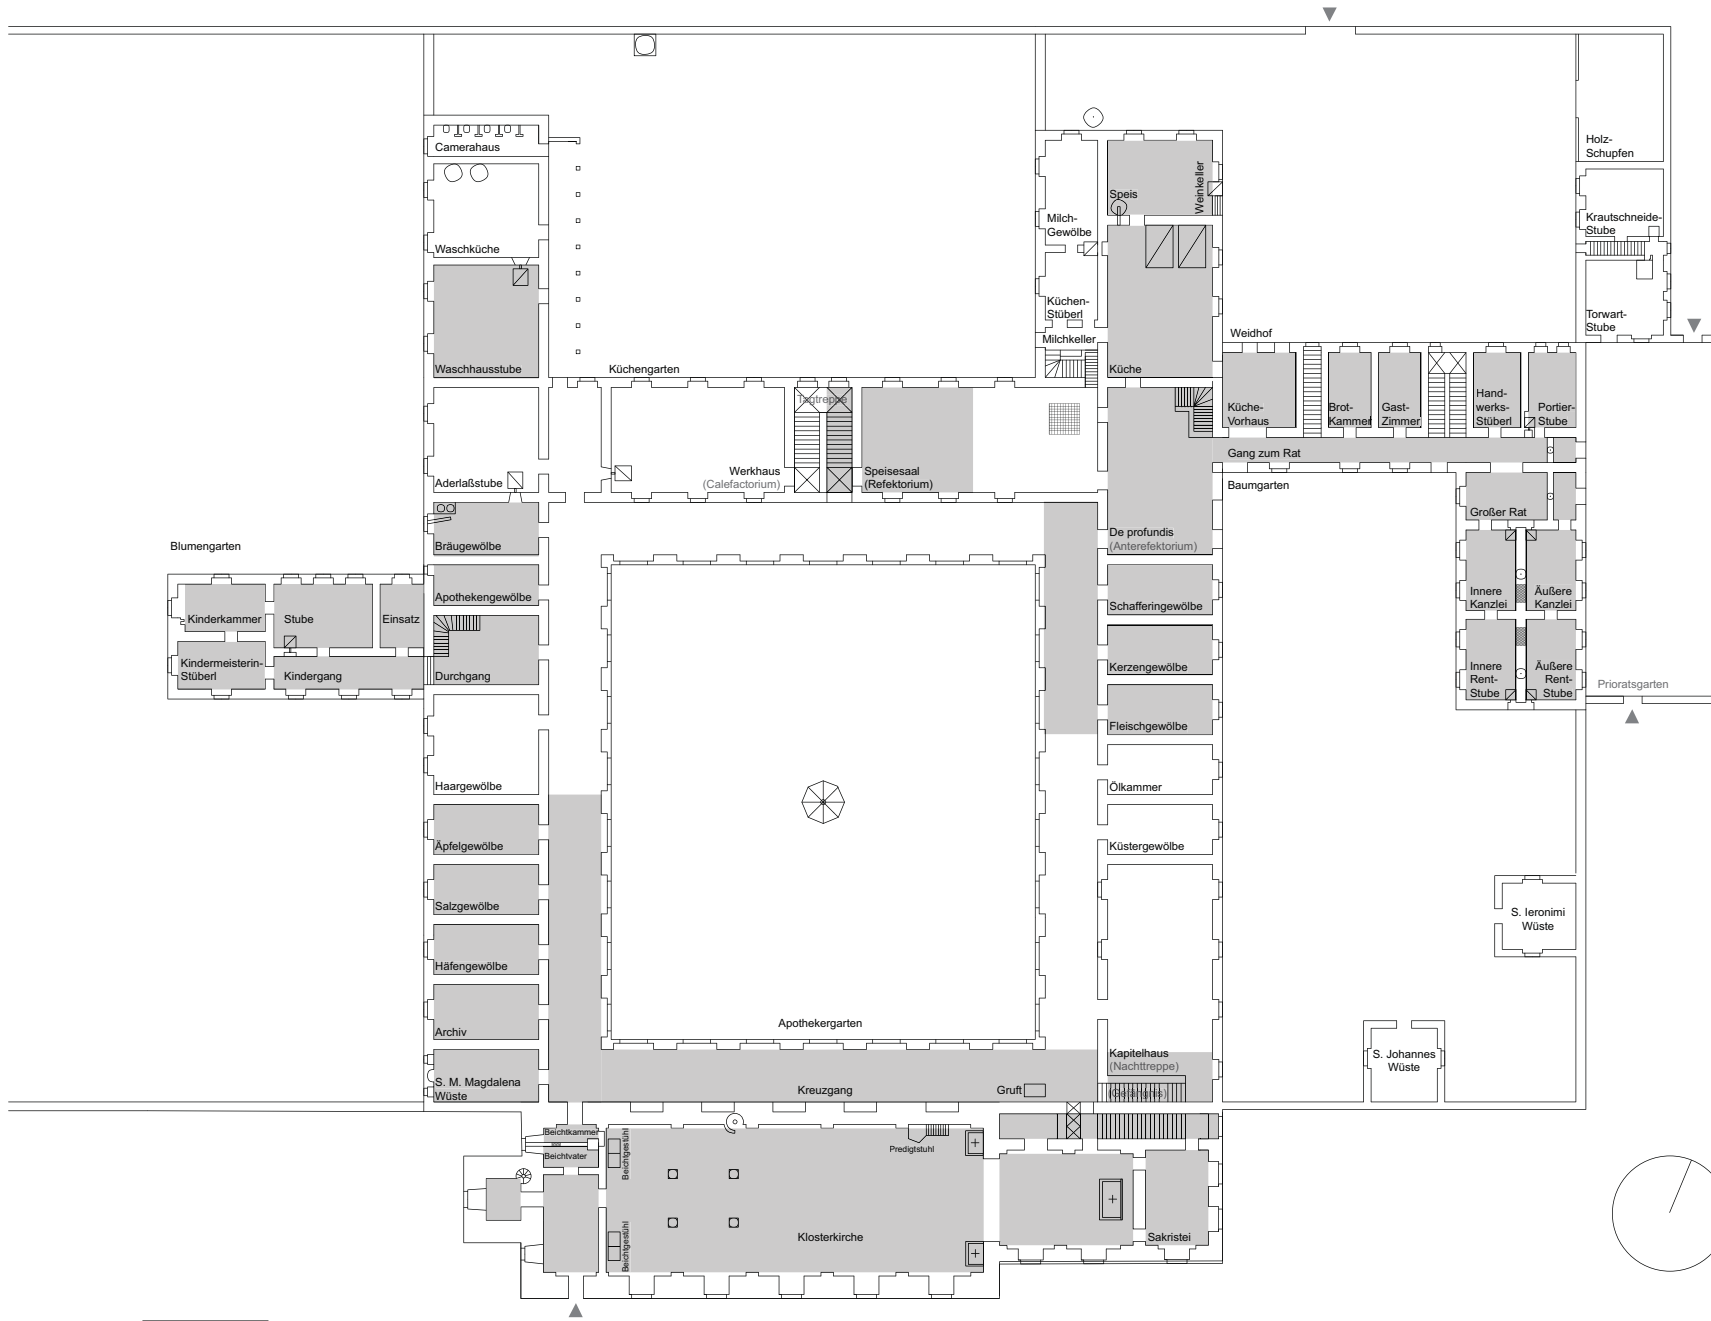 Camerahaus
Waschküche
Waschhausstube
Aderlaßstube
Bräugewölbe
Apothekengewölbe
Durchgang
Haargewölbe
Äpfelgewölbe
Salzgewölbe
Häfengewölbe
Archiv
S. M. Magdalena
Wüste
Blumengarten
Kinderkammer
Stube
Einsatz
Kindermeisterin-
Stüberl
Kindergang
Küchengarten
Tagtreppe
Werkhaus
(Calefactorium)
Speisesaal
(Refektorium)
Milch-
Gewölbe
Küchen-
Stüberl
Milchkeller
Speis
Weinkeller
Küche
Weidhof
Küche-
Vorhaus
Brot-
Kammer
Gast-
Zimmer
Hand-
werks-
Stüberl
Portier-
Stube
Gang zum Rat
Baumgarten
Holz-
Schupfen
Krautschneide-
Stube
Torwart-
Stube
Großer Rat
Innere
Kanzlei
Äußere
Kanzlei
Innere
Rent-
Stube
Äußere
Rent-
Stube
Prioratsgarten
De profundis
(Anterefektorium)
Schafferingewölbe
Kerzengewölbe
Fleischgewölbe
Ölkammer
Küstergewölbe
Kapitelhaus
(Nachttreppe)
(Gefängnis)
S. Ieronimi
Wüste
S. Johannes
Wüste
Apothekergarten
Kreuzgang
Gruft
Beichtkammer
Beichtvater
Beichtgestühl
Beichtgestühl
Predigtstuhl
Klosterkirche
Sakristei